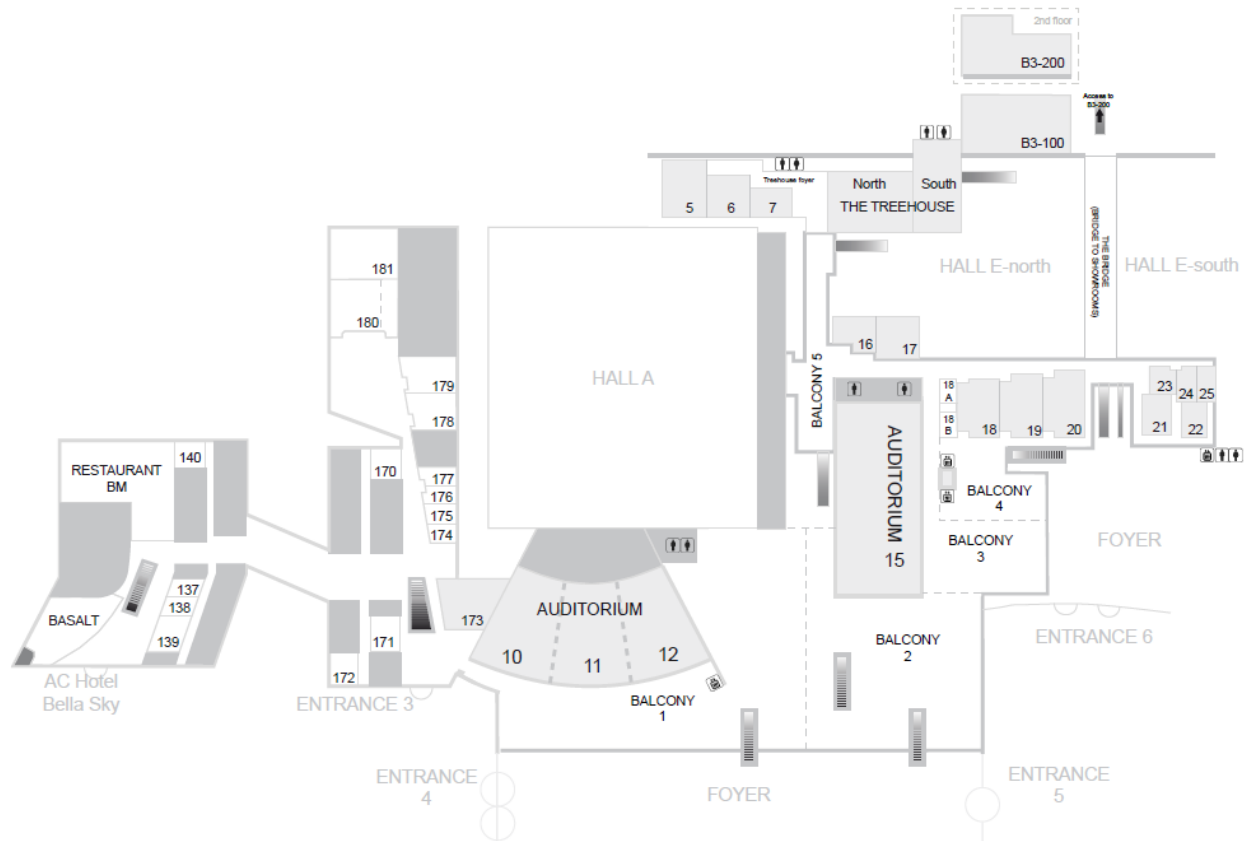 2nd floor
B3-200
Access to
B3-200
B3-100
Treehouse foyer
North
South
THE TREEHOUSE
5
6
7
THE BRIDGE
(BRIDGE TO SHOWROOMS)
HALL E-north
HALL E-south
181
180
179
178
177
176
175
174
HALL A
BALCONY 5
16
17
18
A
18
B
18
19
20
23
24
25
21
22
AUDITORIUM
15
BALCONY
4
BALCONY
3
FOYER
RESTAURANT
BM
140
170
137
138
139
BASALT
171
172
173
AUDITORIUM
10
11
12
BALCONY
1
BALCONY
2
ENTRANCE 6
AC Hotel
Bella Sky
ENTRANCE 3
ENTRANCE
4
FOYER
ENTRANCE
5